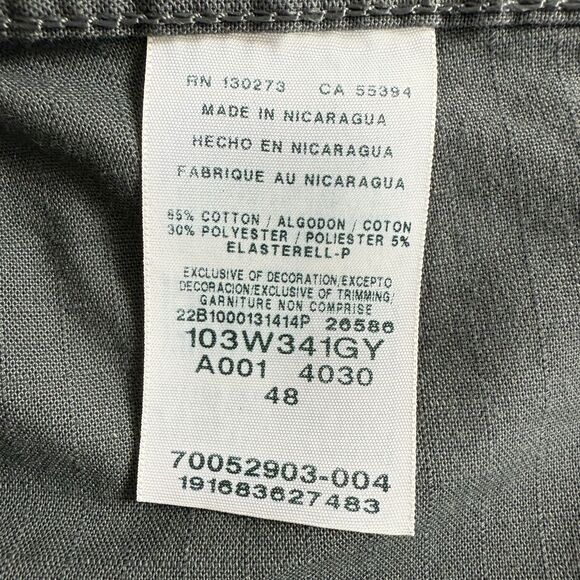 RN 130273 CA 55394
MADE IN NICARAGUA
HECHO EN NICARAGUA
FABRIQUE AU NICARAGUA
65% COTTON / ALGODON / COTON
30% POLYESTER / POLIESTER 5%
ELASTERELL-P
EXCLUSIVE OF DECORATION/EXCEPTO
DECORACION/EXCLUSIVE OF TRIMMING/
GARNITURE NON COMPRISE
22B1000131414P 26586
103W341GY
A001 4030
48
70052903-004
191683627483